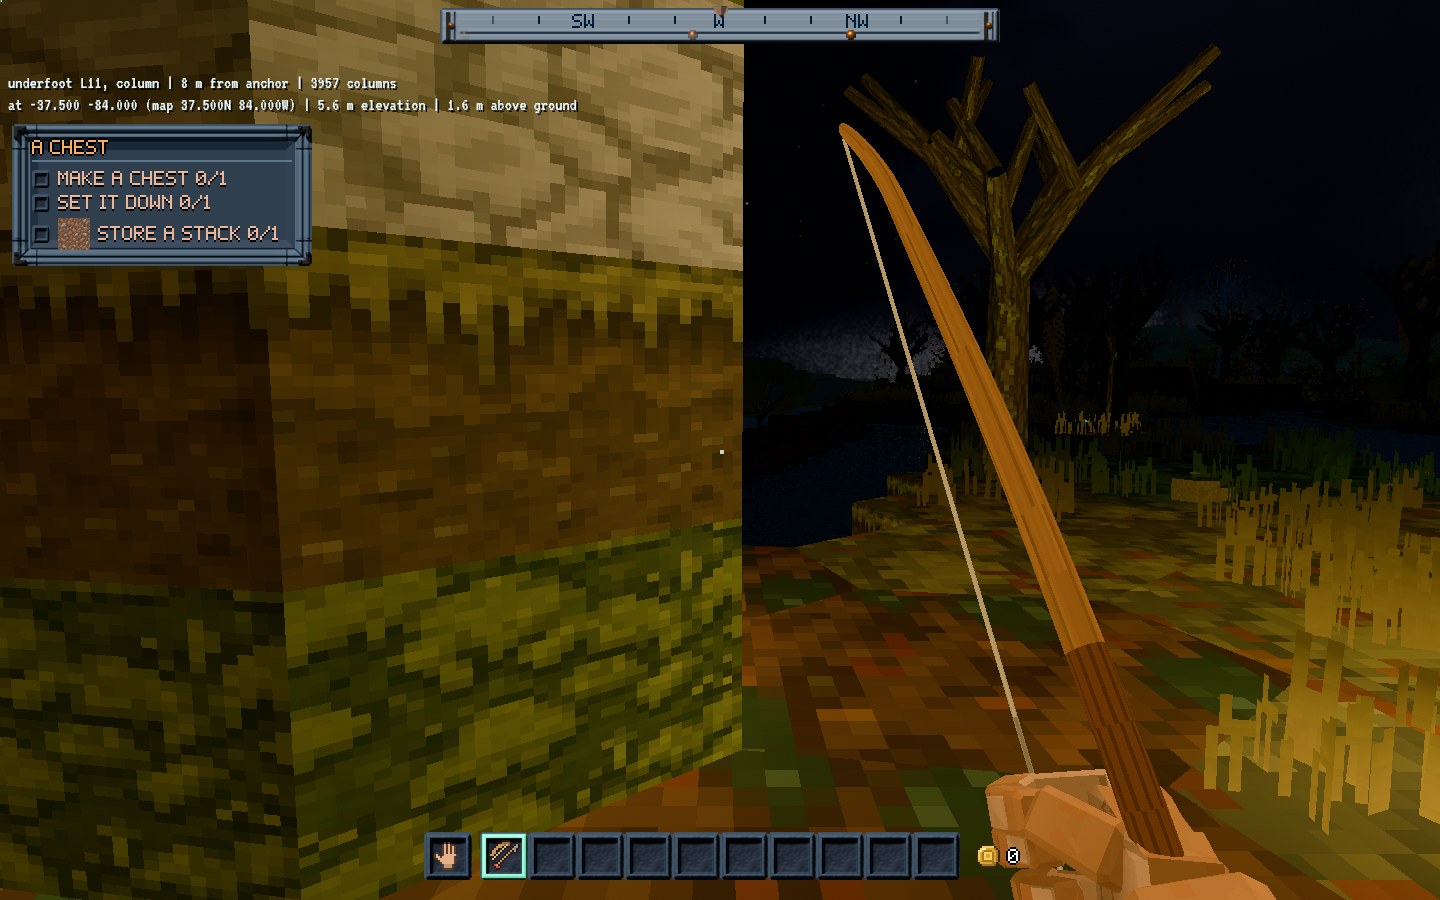 SW W NW
underfoot L11, column | 8 m from anchor | 3957 columns
at -37.500 -84.000 (map 37.500N 84.000W) | 5.6 m elevation | 1.6 m above ground
A CHEST
MAKE A CHEST 0/1
SET IT DOWN 0/1
STORE A STACK 0/1
0